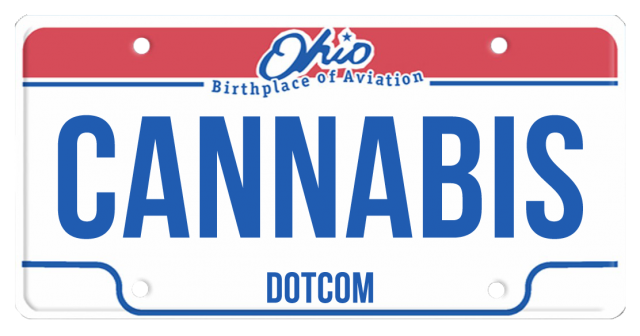 Ohio
Birthplace of Aviation
CANNABIS
DOTCOM